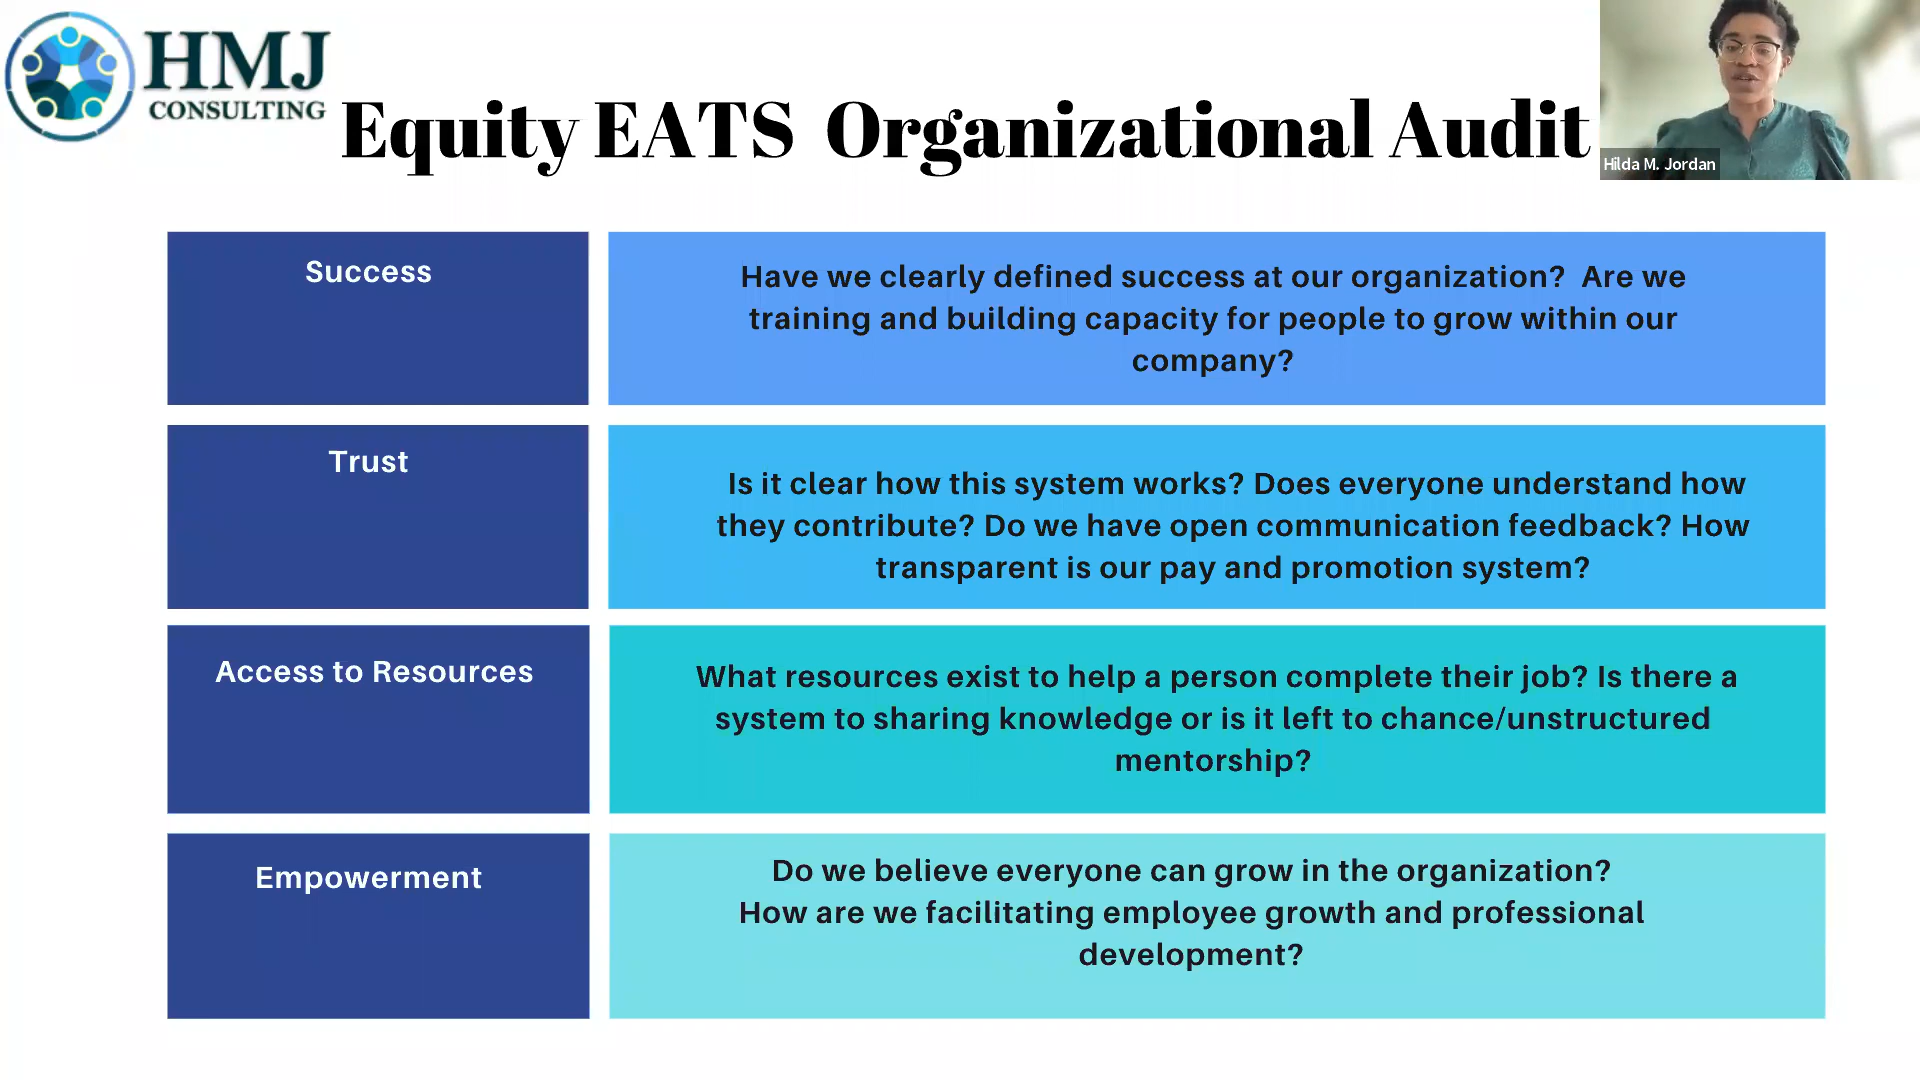 HMJ
CONSULTING
Equity EATS Organizational Audit
Hilda M. Jordan
Success
Have we clearly defined success at our organization? Are we
training and building capacity for people to grow within our
company?
Trust
Is it clear how this system works? Does everyone understand how
they contribute? Do we have open communication feedback? How
transparent is our pay and promotion system?
Access to Resources
What resources exist to help a person complete their job? Is there a
system to sharing knowledge or is it left to chance/unstructured
mentorship?
Empowerment
Do we believe everyone can grow in the organization?
How are we facilitating employee growth and professional
development?